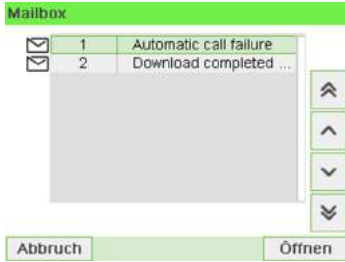 Mailbox
1 Automatic call failure
2 Download completed ...
Abbruch Öffnen